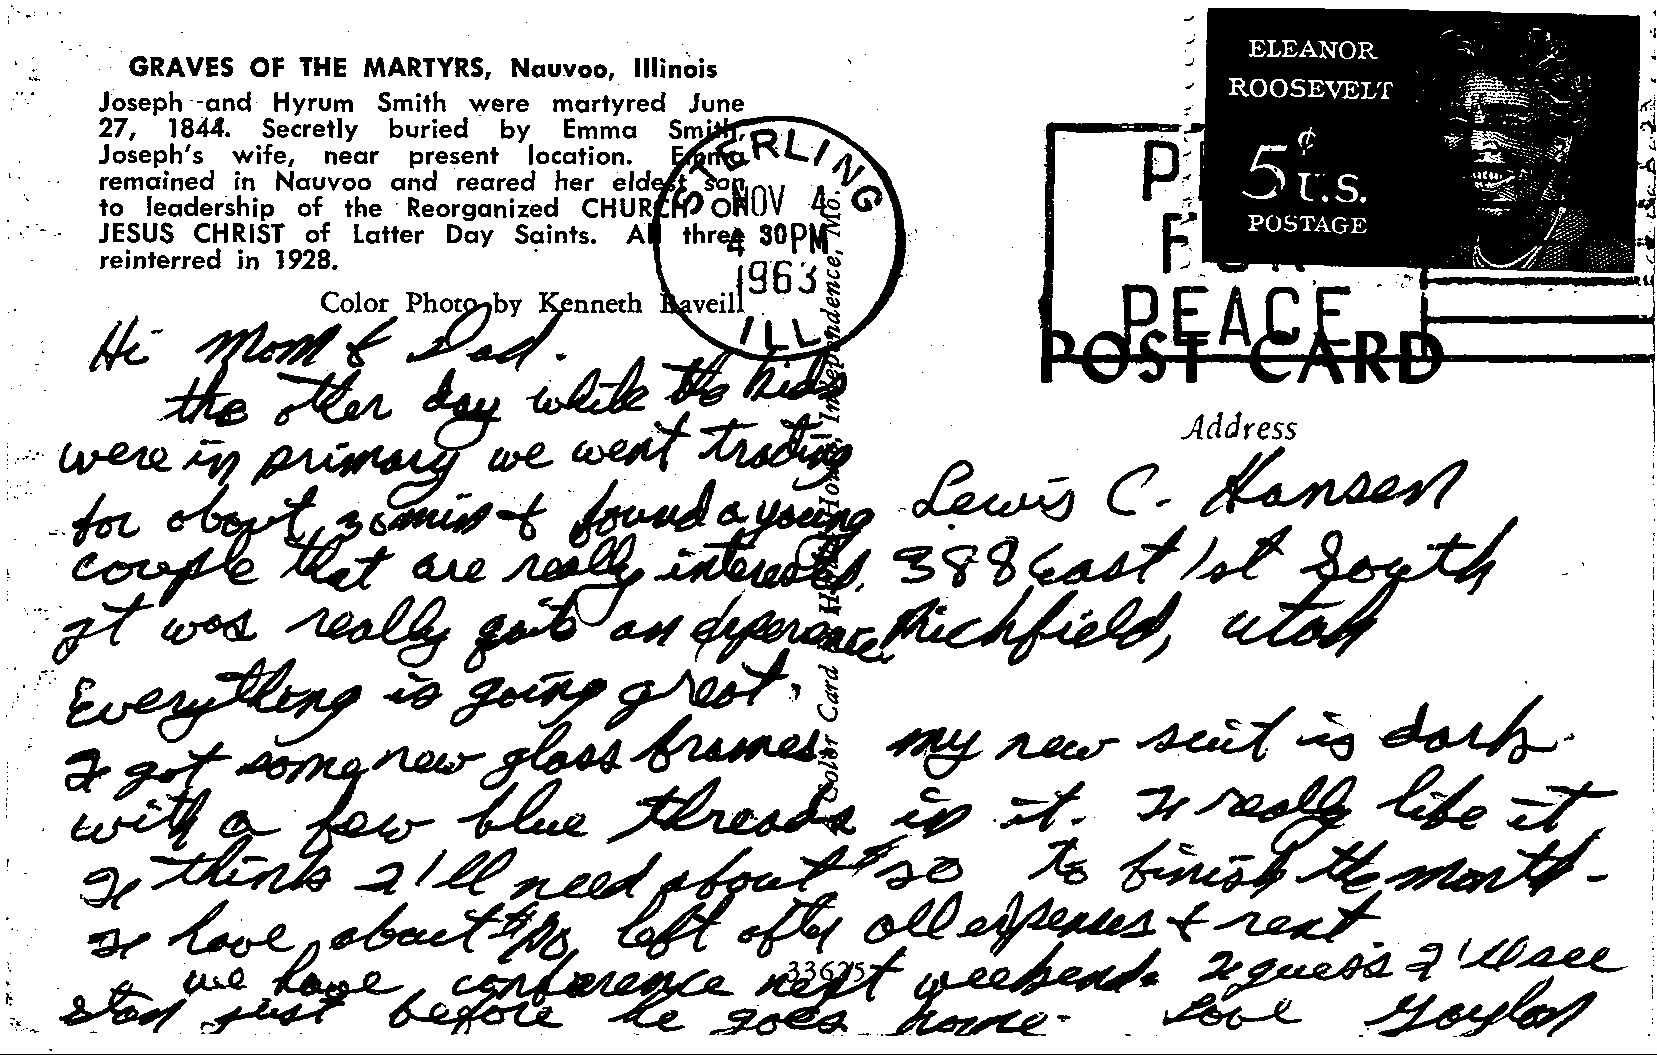 GRAVES OF THE MARTYRS, Nauvoo, Illinois
Joseph and Hyrum Smith were martyred June
27, 1844. Secretly buried by Emma Smith,
Joseph's wife, near present location. Emma
remained in Nauvoo and reared her eldest son
to leadership of the Reorganized CHURCH OF
JESUS CHRIST of Latter Day Saints. All three
reinterred in 1928.
Color Photo by Kenneth Raveill
STERLING
NOV 4
4 30PM
1963
ILL
ELEANOR
ROOSEVELT
5¢ U.S.
POSTAGE
PEACE
POST CARD
Address
Lewis C. Hansen
388 East 1st South
Richfield, Utah
Color Card Independence, Mo.
Hi Mom & Dad.
the other day while the kids
were in primary we went tracting
for about 30 min & found a young
couple that are really interested.
It was really quite an experience.
Everything is going great.
I got some new glass frames. my new suit is dark
with a few blue threads in it. I really like it.
I think I'll need about $50 to finish the month -
I have about left after all expenses & rent
we have conference next weekend. I guess I'll see
Stan just before he goes home. Love Gaylon
33625